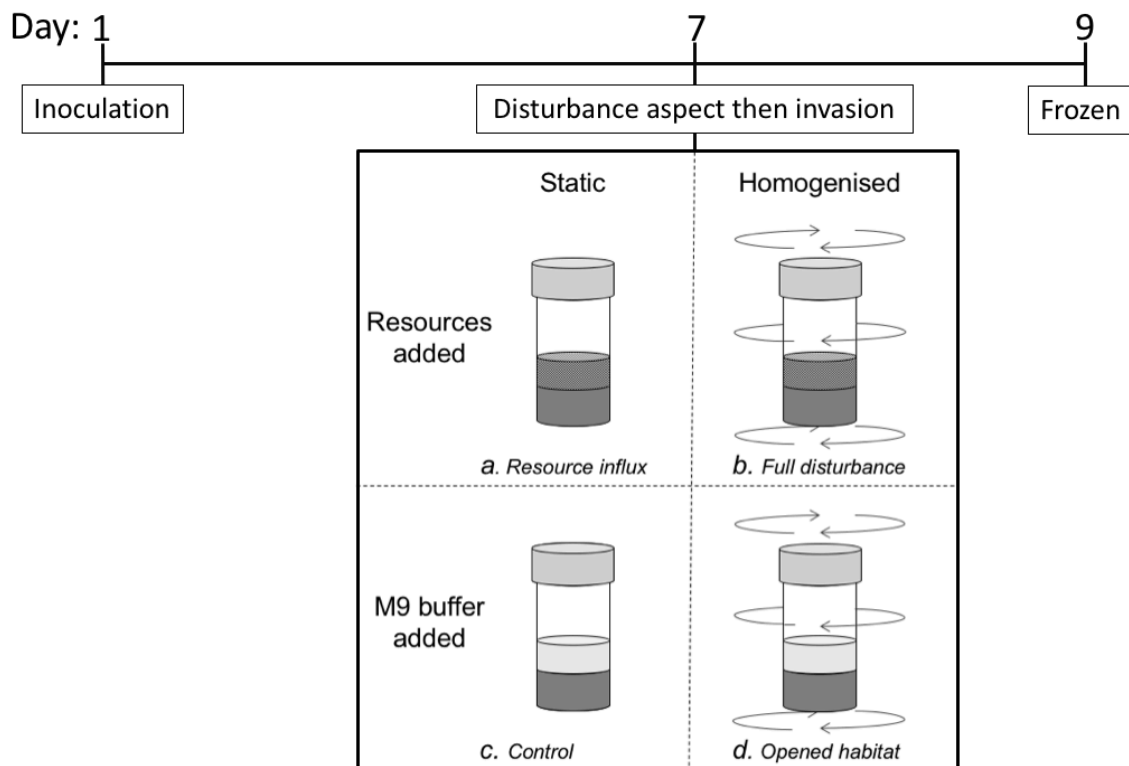 Day: 1 7 9
Inoculation
Disturbance aspect then invasion
Frozen
Static
Homogenised
Resources
added
a. Resource influx
b. Full disturbance
M9 buffer
added
c. Control
d. Opened habitat